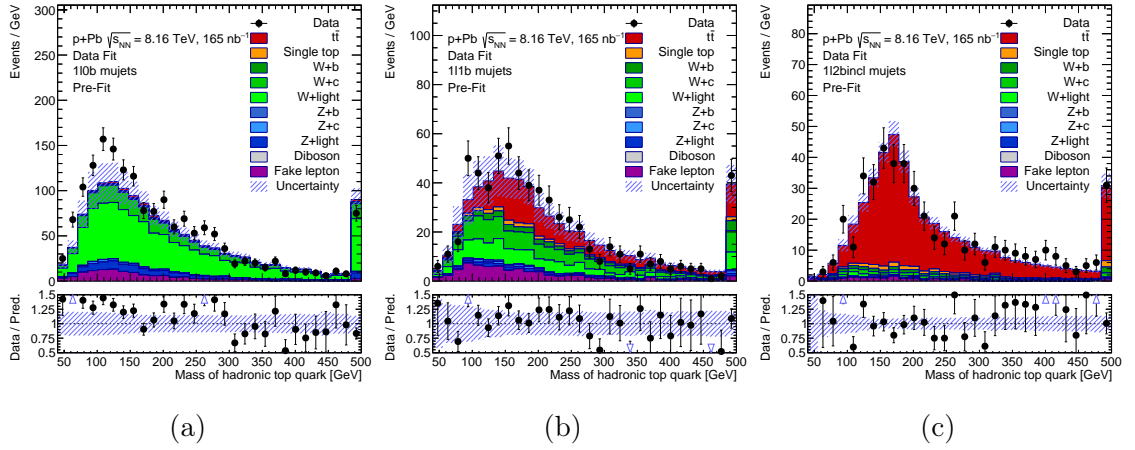 Events / GeV
300
250
200
150
100
50
0
p+Pb √sNN = 8.16 TeV, 165 nb⁻¹
Data Fit
1l0b mujets
Pre-Fit
Data
tt̄
Single top
W+b
W+c
W+light
Z+b
Z+c
Z+light
Diboson
Fake lepton
Uncertainty
Data / Pred.
1.5
1.25
1
0.75
0.5
50 100 150 200 250 300 350 400 450 500
Mass of hadronic top quark [GeV]
(a)
Events / GeV
100
80
60
40
20
0
p+Pb √sNN = 8.16 TeV, 165 nb⁻¹
Data Fit
1l1b mujets
Pre-Fit
Data
tt̄
Single top
W+b
W+c
W+light
Z+b
Z+c
Z+light
Diboson
Fake lepton
Uncertainty
Data / Pred.
1.5
1.25
1
0.75
0.5
50 100 150 200 250 300 350 400 450 500
Mass of hadronic top quark [GeV]
(b)
Events / GeV
80
70
60
50
40
30
20
10
0
p+Pb √sNN = 8.16 TeV, 165 nb⁻¹
Data Fit
1l2bincl mujets
Pre-Fit
Data
tt̄
Single top
W+b
W+c
W+light
Z+b
Z+c
Z+light
Diboson
Fake lepton
Uncertainty
Data / Pred.
1.5
1.25
1
0.75
0.5
50 100 150 200 250 300 350 400 450 500
Mass of hadronic top quark [GeV]
(c)